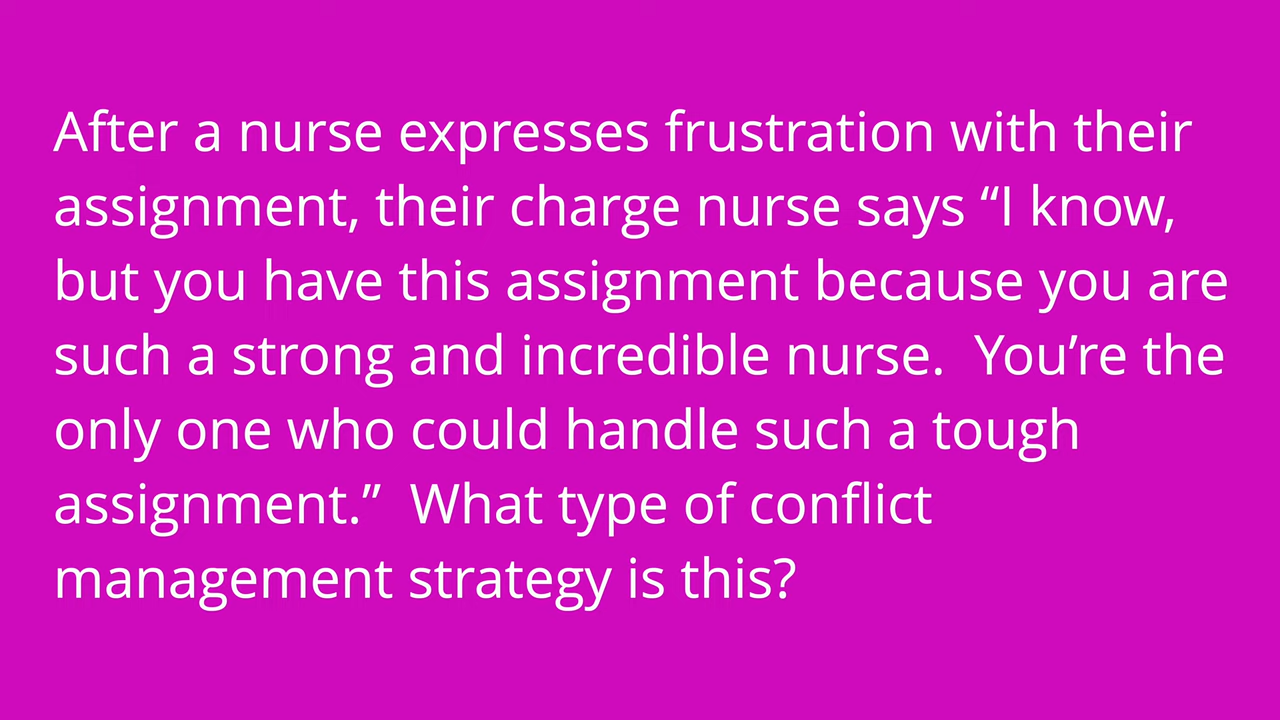 After a nurse expresses frustration with their
assignment, their charge nurse says “I know,
but you have this assignment because you are
such a strong and incredible nurse.  You’re the
only one who could handle such a tough
assignment.”  What type of conflict
management strategy is this?